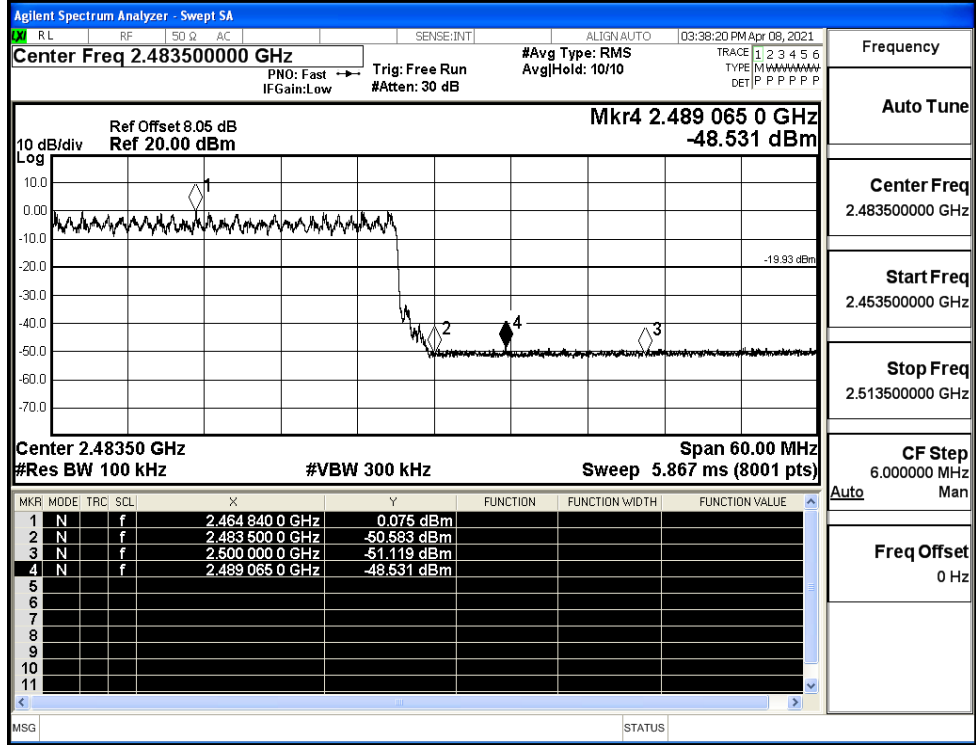 Agilent Spectrum Analyzer - Swept SA
LXI RL RF 50 Ω AC SENSE:INT ALIGN AUTO 03:38:20 PM Apr 08, 2021
Center Freq 2.483500000 GHz
PNO: Fast
IFGain:Low
Trig: Free Run
#Atten: 30 dB
#Avg Type: RMS
Avg|Hold: 10/10
TRACE 1 2 3 4 5 6
TYPE M WWWWW
DET P P P P P P
Ref Offset 8.05 dB
10 dB/div Ref 20.00 dBm
Log
Mkr4 2.489 065 0 GHz
-48.531 dBm
10.0
0.00
-10.0
-20.0
-30.0
-40.0
-50.0
-60.0
-70.0
1
-19.93 dBm
2
4
3
Center 2.48350 GHz Span 60.00 MHz
#Res BW 100 kHz #VBW 300 kHz Sweep 5.867 ms (8001 pts)
MKR MODE TRC SCL X Y FUNCTION FUNCTION WIDTH FUNCTION VALUE
1 N f 2.464 840 0 GHz 0.075 dBm
2 N f 2.483 500 0 GHz -50.583 dBm
3 N f 2.500 000 0 GHz -51.119 dBm
4 N f 2.489 065 0 GHz -48.531 dBm
5
6
7
8
9
10
11
MSG STATUS
Frequency
Auto Tune
Center Freq
2.483500000 GHz
Start Freq
2.453500000 GHz
Stop Freq
2.513500000 GHz
CF Step
6.000000 MHz
Auto Man
Freq Offset
0 Hz